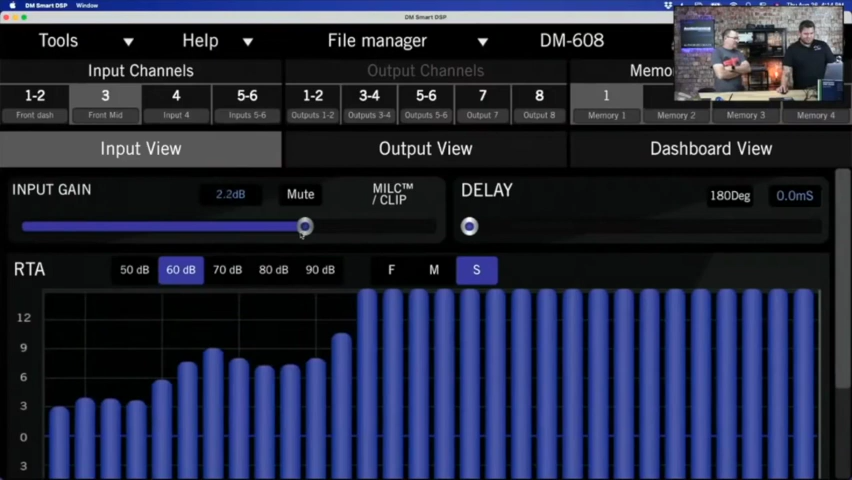 DM Smart DSP Window
DM Smart DSP
Tools Help File manager DM-608
Input Channels Output Channels
1-2 3 4 5-6 1-2 3-4 5-6 7 8 1
Front dash Front Mid Input 4 Inputs 5-6 Outputs 1-2 Outputs 3-4 Outputs 5-6 Output 7 Output 8 Memory 1 Memory 2 Memory 3 Memory 4
Input View Output View Dashboard View
INPUT GAIN 2.2dB Mute MILC™
/ CLIP
DELAY 180Deg 0.0mS
RTA 50 dB 60 dB 70 dB 80 dB 90 dB F M S
12
9
6
3
0
3